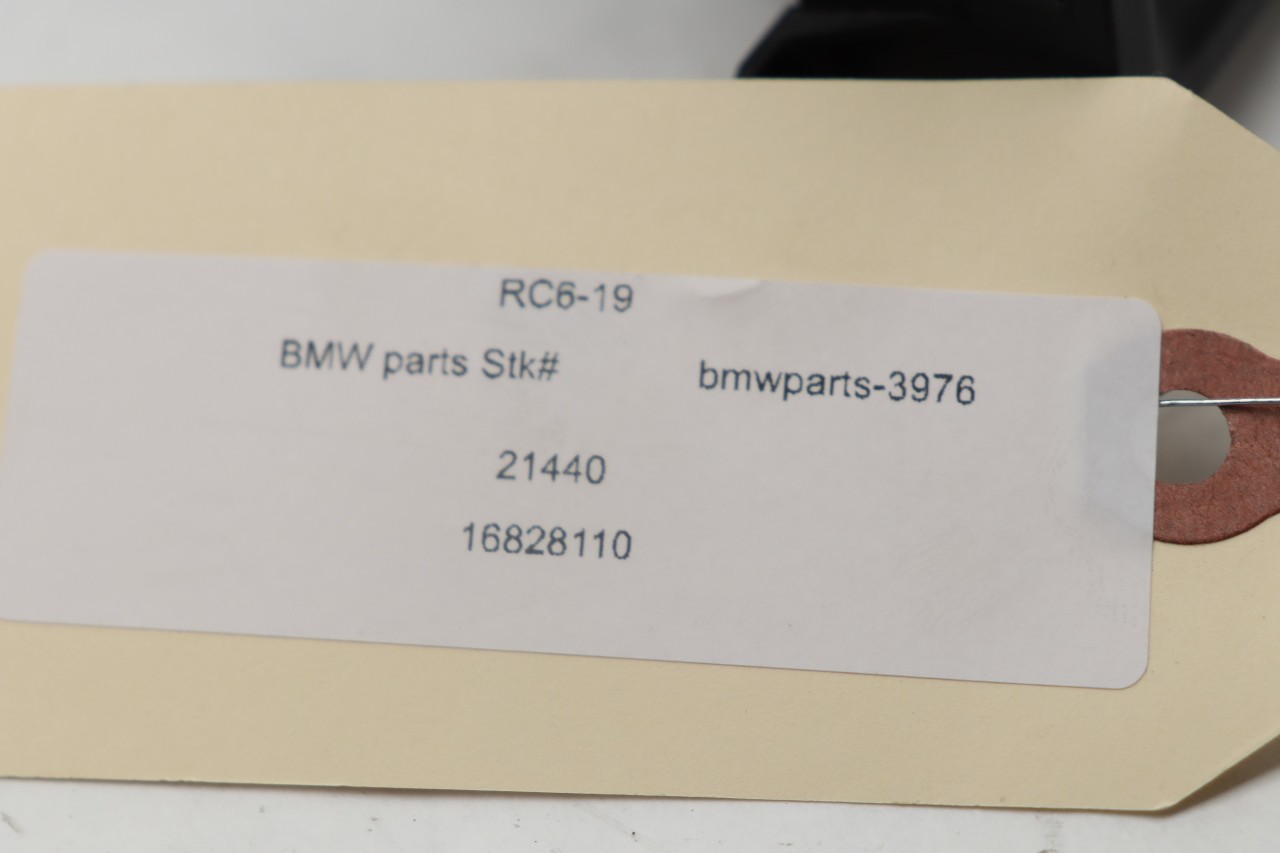 RC6-19
BMW parts Stk# bmwparts-3976
21440
16828110